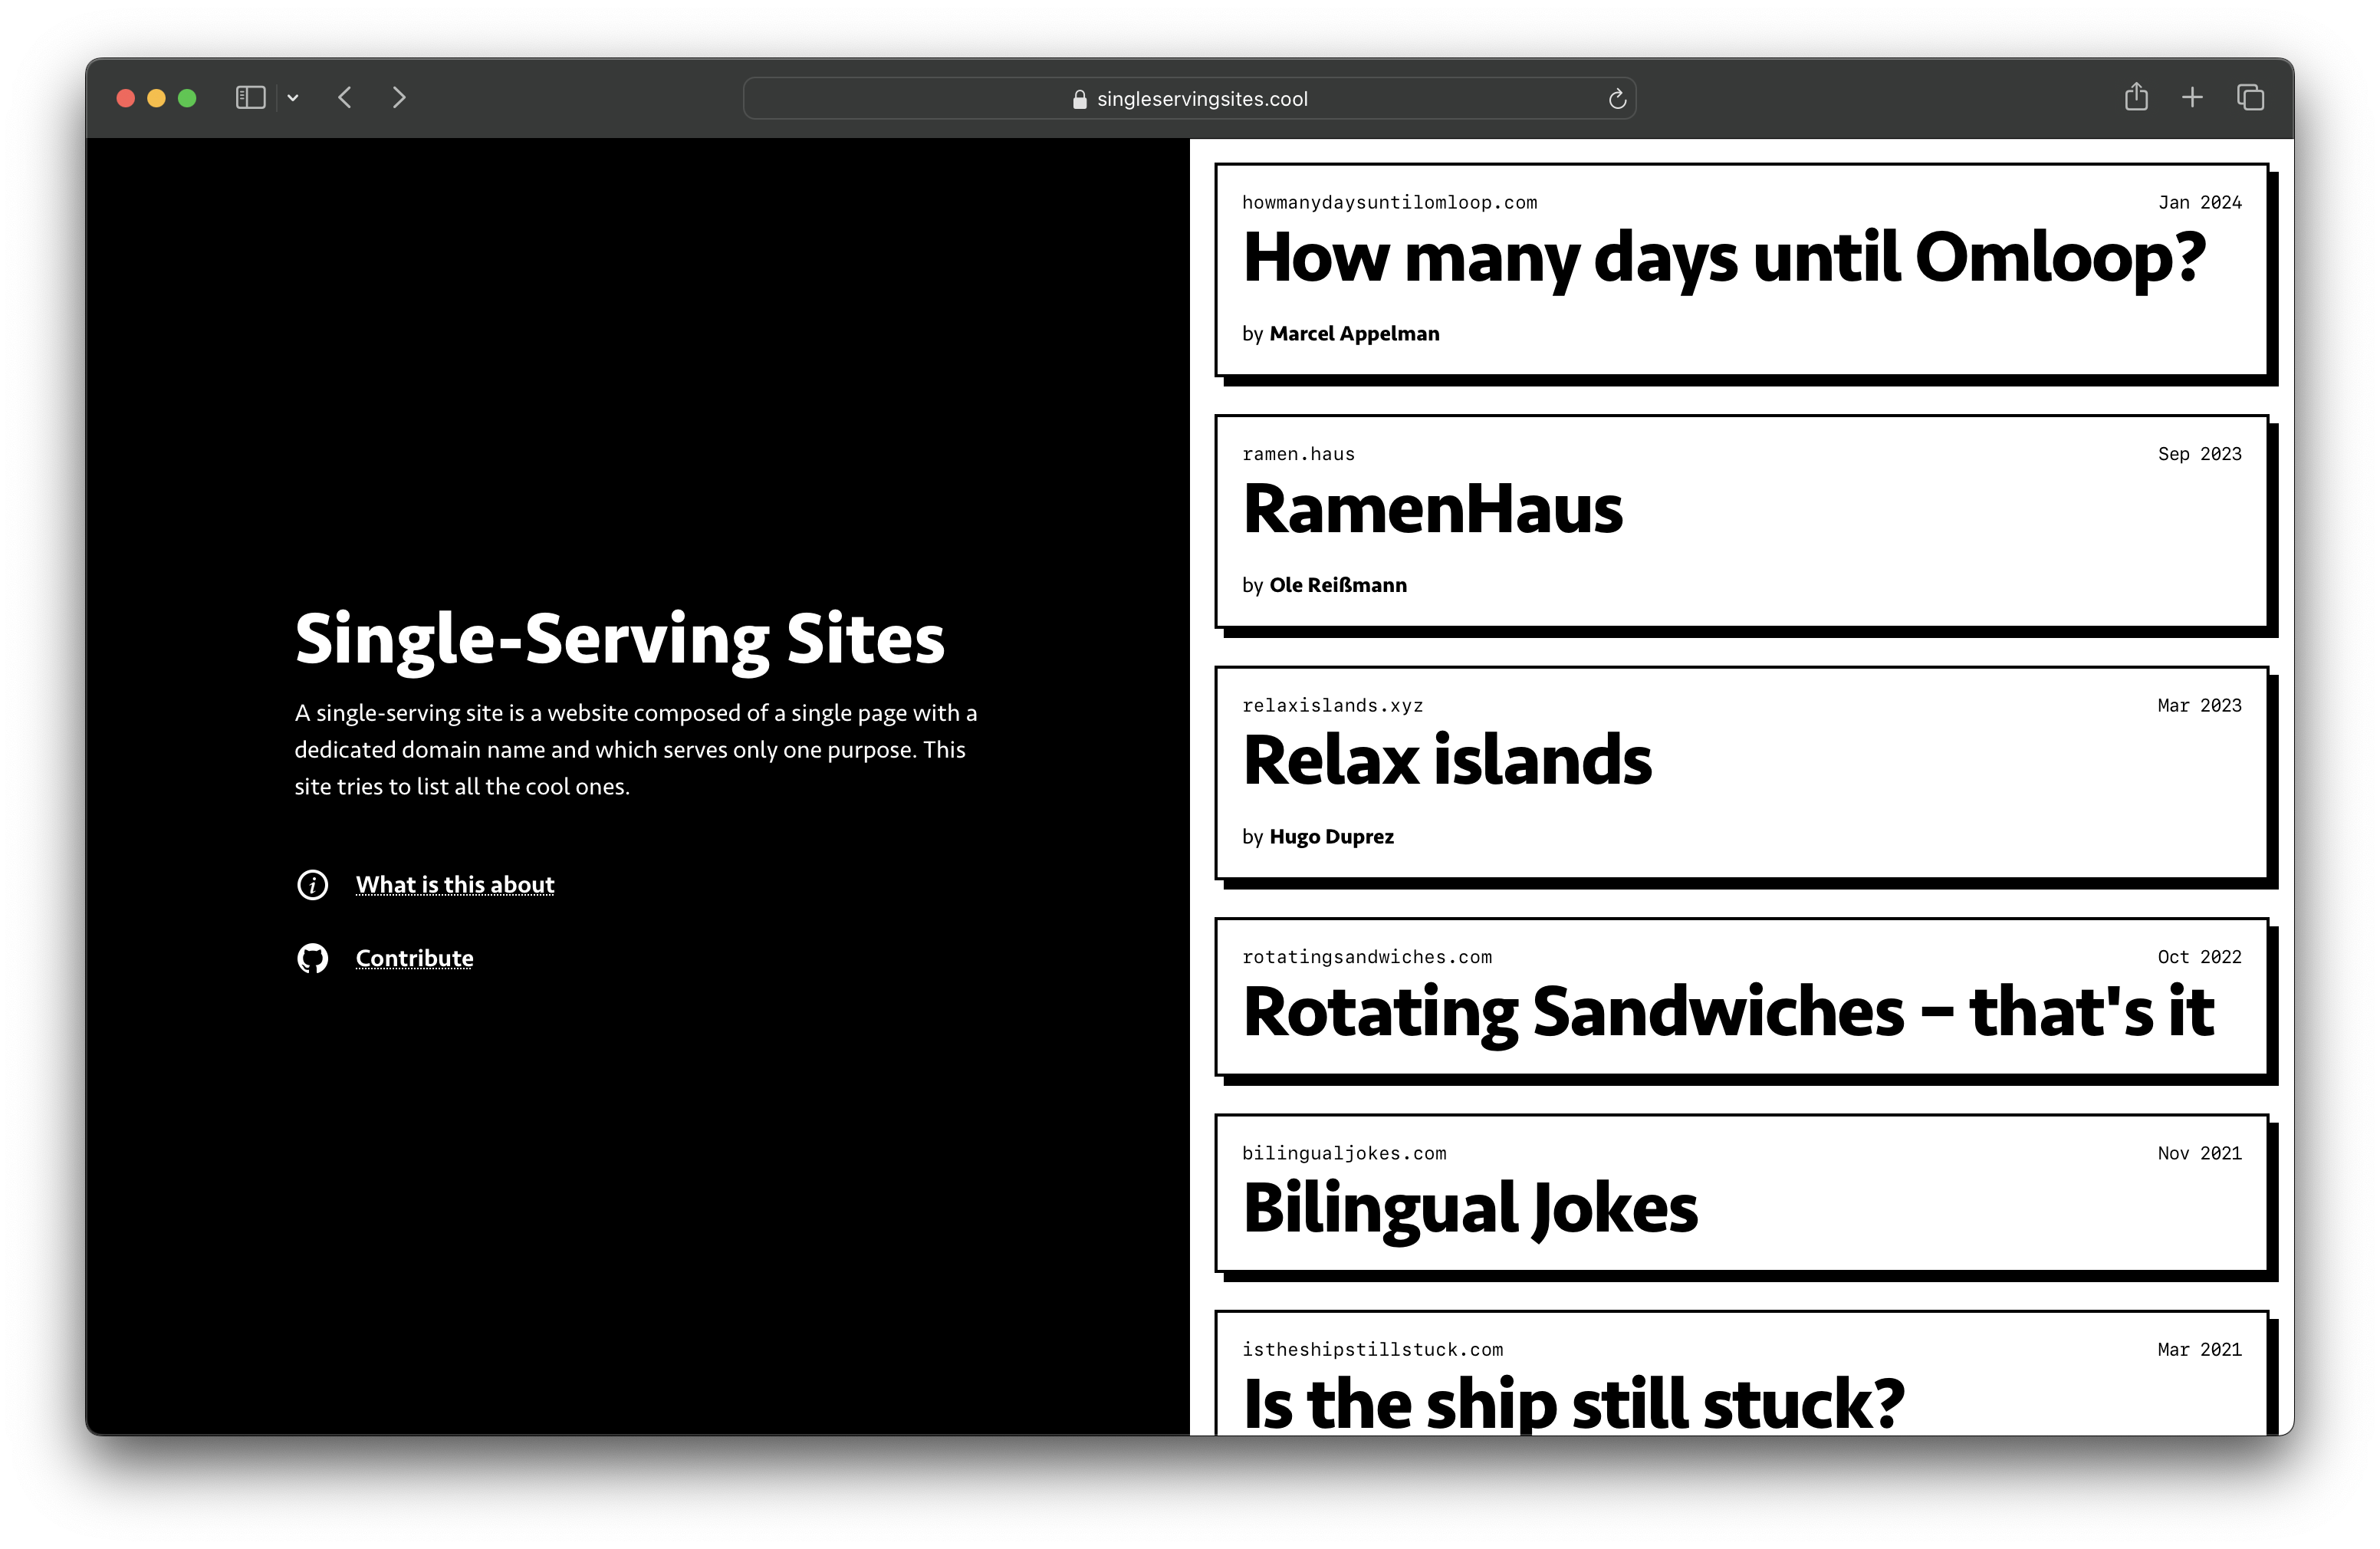 singleservingsites.cool
Single-Serving Sites
A single-serving site is a website composed of a single page with a
dedicated domain name and which serves only one purpose. This
site tries to list all the cool ones.
What is this about
Contribute
howmanydaysuntilomloop.com Jan 2024
How many days until Omloop?
by Marcel Appelman
ramen.haus Sep 2023
RamenHaus
by Ole Reißmann
relaxislands.xyz Mar 2023
Relax islands
by Hugo Duprez
rotatingsandwiches.com Oct 2022
Rotating Sandwiches – that's it
bilingualjokes.com Nov 2021
Bilingual Jokes
istheshipstillstuck.com Mar 2021
Is the ship still stuck?